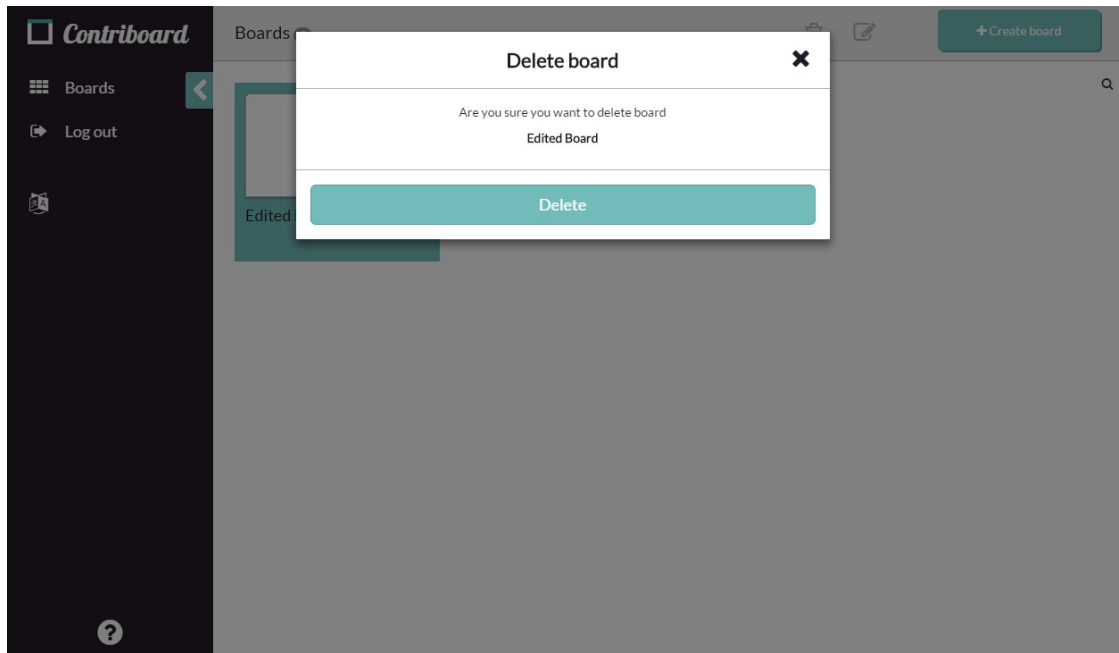 Contriboard
Boards
Log out
Boards
+ Create board
Edited
Delete board
Are you sure you want to delete board
Edited Board
Delete